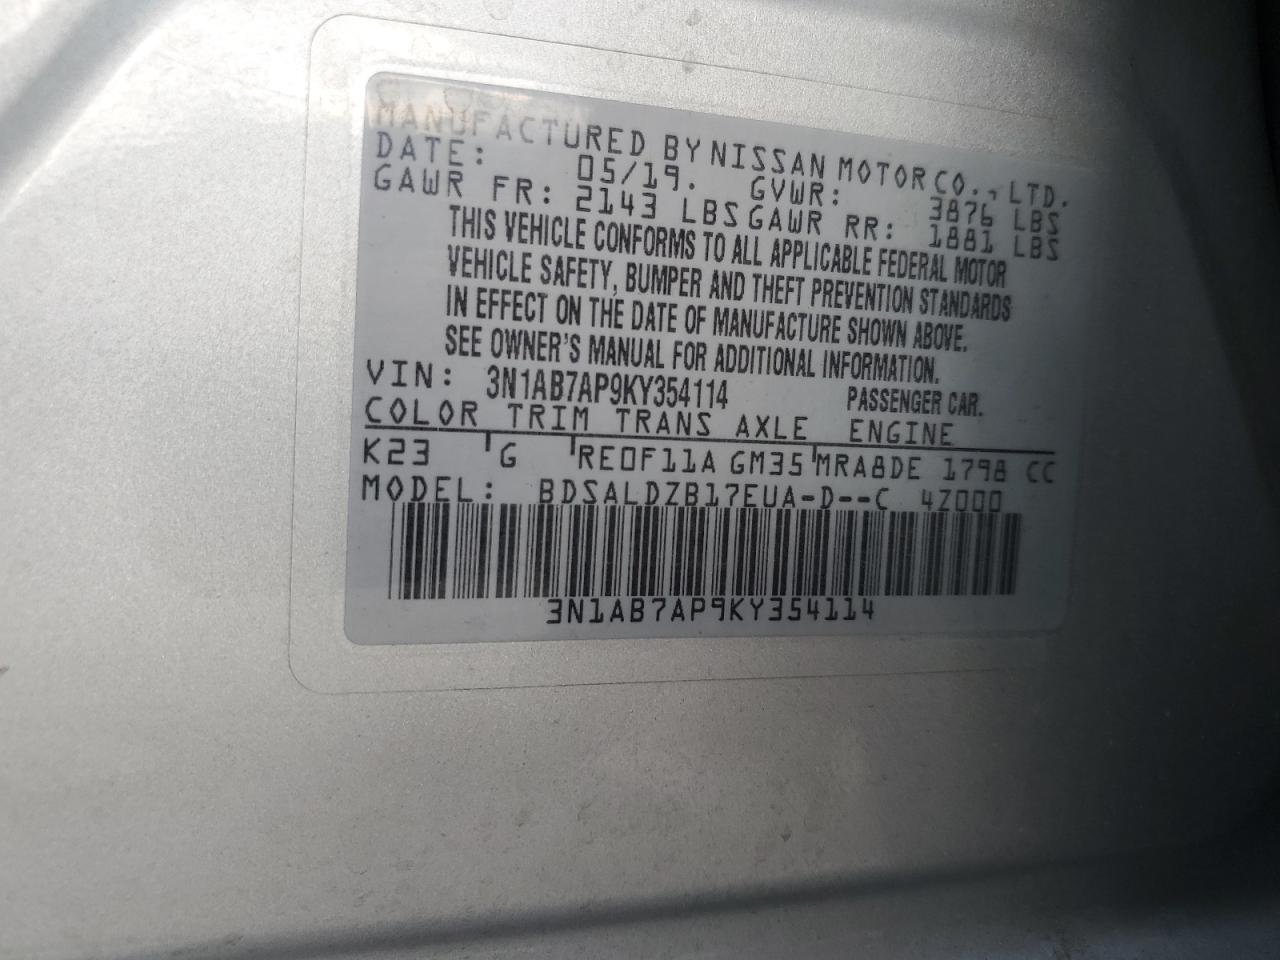 MANUFACTURED BY NISSAN MOTOR CO., LTD.
DATE: 05/19. GVWR: 3876 LBS
GAWR FR: 2143 LBS GAWR RR: 1881 LBS
THIS VEHICLE CONFORMS TO ALL APPLICABLE FEDERAL MOTOR
VEHICLE SAFETY, BUMPER AND THEFT PREVENTION STANDARDS
IN EFFECT ON THE DATE OF MANUFACTURE SHOWN ABOVE.
SEE OWNER'S MANUAL FOR ADDITIONAL INFORMATION.
VIN: 3N1AB7AP9KY354114 PASSENGER CAR.
COLOR TRIM TRANS AXLE ENGINE
K23 G RE0F11A GM35 MRA8DE 1798 CC
MODEL: BDSALDZB17EUA-D--C 4Z000
3N1AB7AP9KY354114